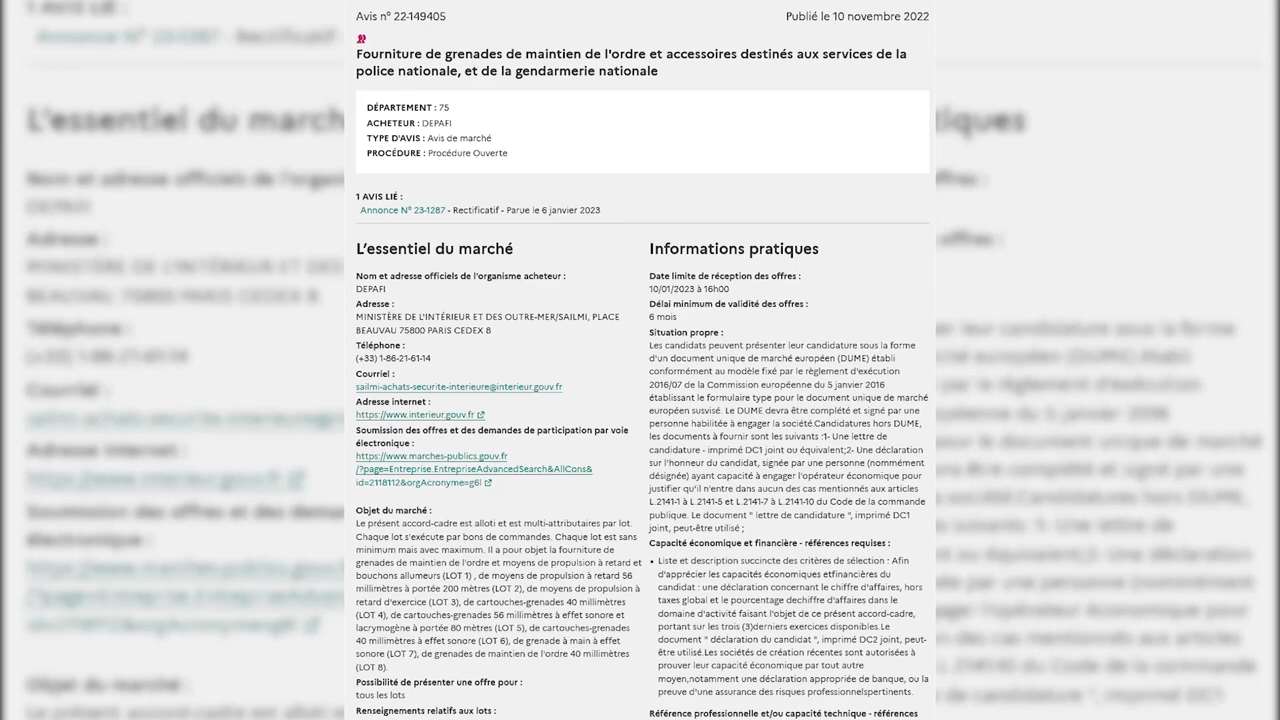 Avis n° 22-149405
Publié le 10 novembre 2022
Fourniture de grenades de maintien de l'ordre et accessoires destinés aux services de la
police nationale, et de la gendarmerie nationale
DÉPARTEMENT : 75
ACHETEUR : DEPAFI
TYPE D'AVIS : Avis de marché
PROCÉDURE : Procédure Ouverte
1 AVIS LIÉ :
Annonce N° 23-1287 - Rectificatif - Parue le 6 janvier 2023
L'essentiel du marché
Nom et adresse officiels de l'organisme acheteur :
DEPAFI
Adresse :
MINISTÈRE DE L'INTÉRIEUR ET DES OUTRE-MER/SAILMI, PLACE
BEAUVAU 75800 PARIS CEDEX 8
Téléphone :
(+33) 1-86-21-61-14
Courriel :
sailmi-achats-securite-interieure@interieur.gouv.fr
Adresse internet :
https://www.interieur.gouv.fr
Soumission des offres et des demandes de participation par voie
électronique :
https://www.marches-publics.gouv.fr
/?page=Entreprise.EntrepriseAdvancedSearch&AllCons&
id=2118112&orgAcronyme=g6l
Objet du marché :
Le présent accord-cadre est alloti et est multi-attributaires par lot.
Chaque lot s'exécute par bons de commandes. Chaque lot est sans
minimum mais avec maximum. Il a pour objet la fourniture de
grenades de maintien de l'ordre et moyens de propulsion à retard et
bouchons allumeurs (LOT 1) , de moyens de propulsion à retard 56
millimètres à portée 200 mètres (LOT 2), de moyens de propulsion à
retard d'exercice (LOT 3), de cartouches-grenades 40 millimètres
(LOT 4), de cartouches-grenades 56 millimètres à effet sonore et
lacrymogène à portée 80 mètres (LOT 5), de cartouches-grenades
40 millimètres à effet sonore (LOT 6), de grenade à main à effet
sonore (LOT 7), de grenades de maintien de l'ordre 40 millimètres
(LOT 8).
Possibilité de présenter une offre pour :
tous les lots
Renseignements relatifs aux lots :
Informations pratiques
Date limite de réception des offres :
10/01/2023 à 16h00
Délai minimum de validité des offres :
6 mois
Situation propre :
Les candidats peuvent présenter leur candidature sous la forme
d'un document unique de marché européen (DUME) établi
conformément au modèle fixé par le règlement d'exécution
2016/07 de la Commission européenne du 5 janvier 2016
établissant le formulaire type pour le document unique de marché
européen susvisé. Le DUME devra être complété et signé par une
personne habilitée à engager la société.Candidatures hors DUME,
les documents à fournir sont les suivants :1- Une lettre de
candidature - imprimé DC1 joint ou équivalent;2- Une déclaration
sur l'honneur du candidat, signée par une personne (nommément
désignée) ayant capacité à engager l'opérateur économique pour
justifier qu'il n'entre dans aucun des cas mentionnés aux articles
L 2141-1 à L 2141-5 et L 2141-7 à L 2141-10 du Code de la commande
publique. Le document " lettre de candidature ", imprimé DC1
joint, peut-être utilisé ;
Capacité économique et financière - références requises :
• Liste et description succincte des critères de sélection : Afin
d'apprécier les capacités économiques etfinancières du
candidat : une déclaration concernant le chiffre d'affaires, hors
taxes global et le pourcentage dechiffre d'affaires dans le
domaine d'activité faisant l'objet de ce présent accord-cadre,
portant sur les trois (3)derniers exercices disponibles.Le
document " déclaration du candidat ", imprimé DC2 joint, peut-
être utilisé.Les sociétés de création récentes sont autorisées à
prouver leur capacité économique par tout autre
moyen,notamment une déclaration appropriée de banque, ou la
preuve d'une assurance des risques professionnelspertinents.
Référence professionnelle et/ou capacité technique - références